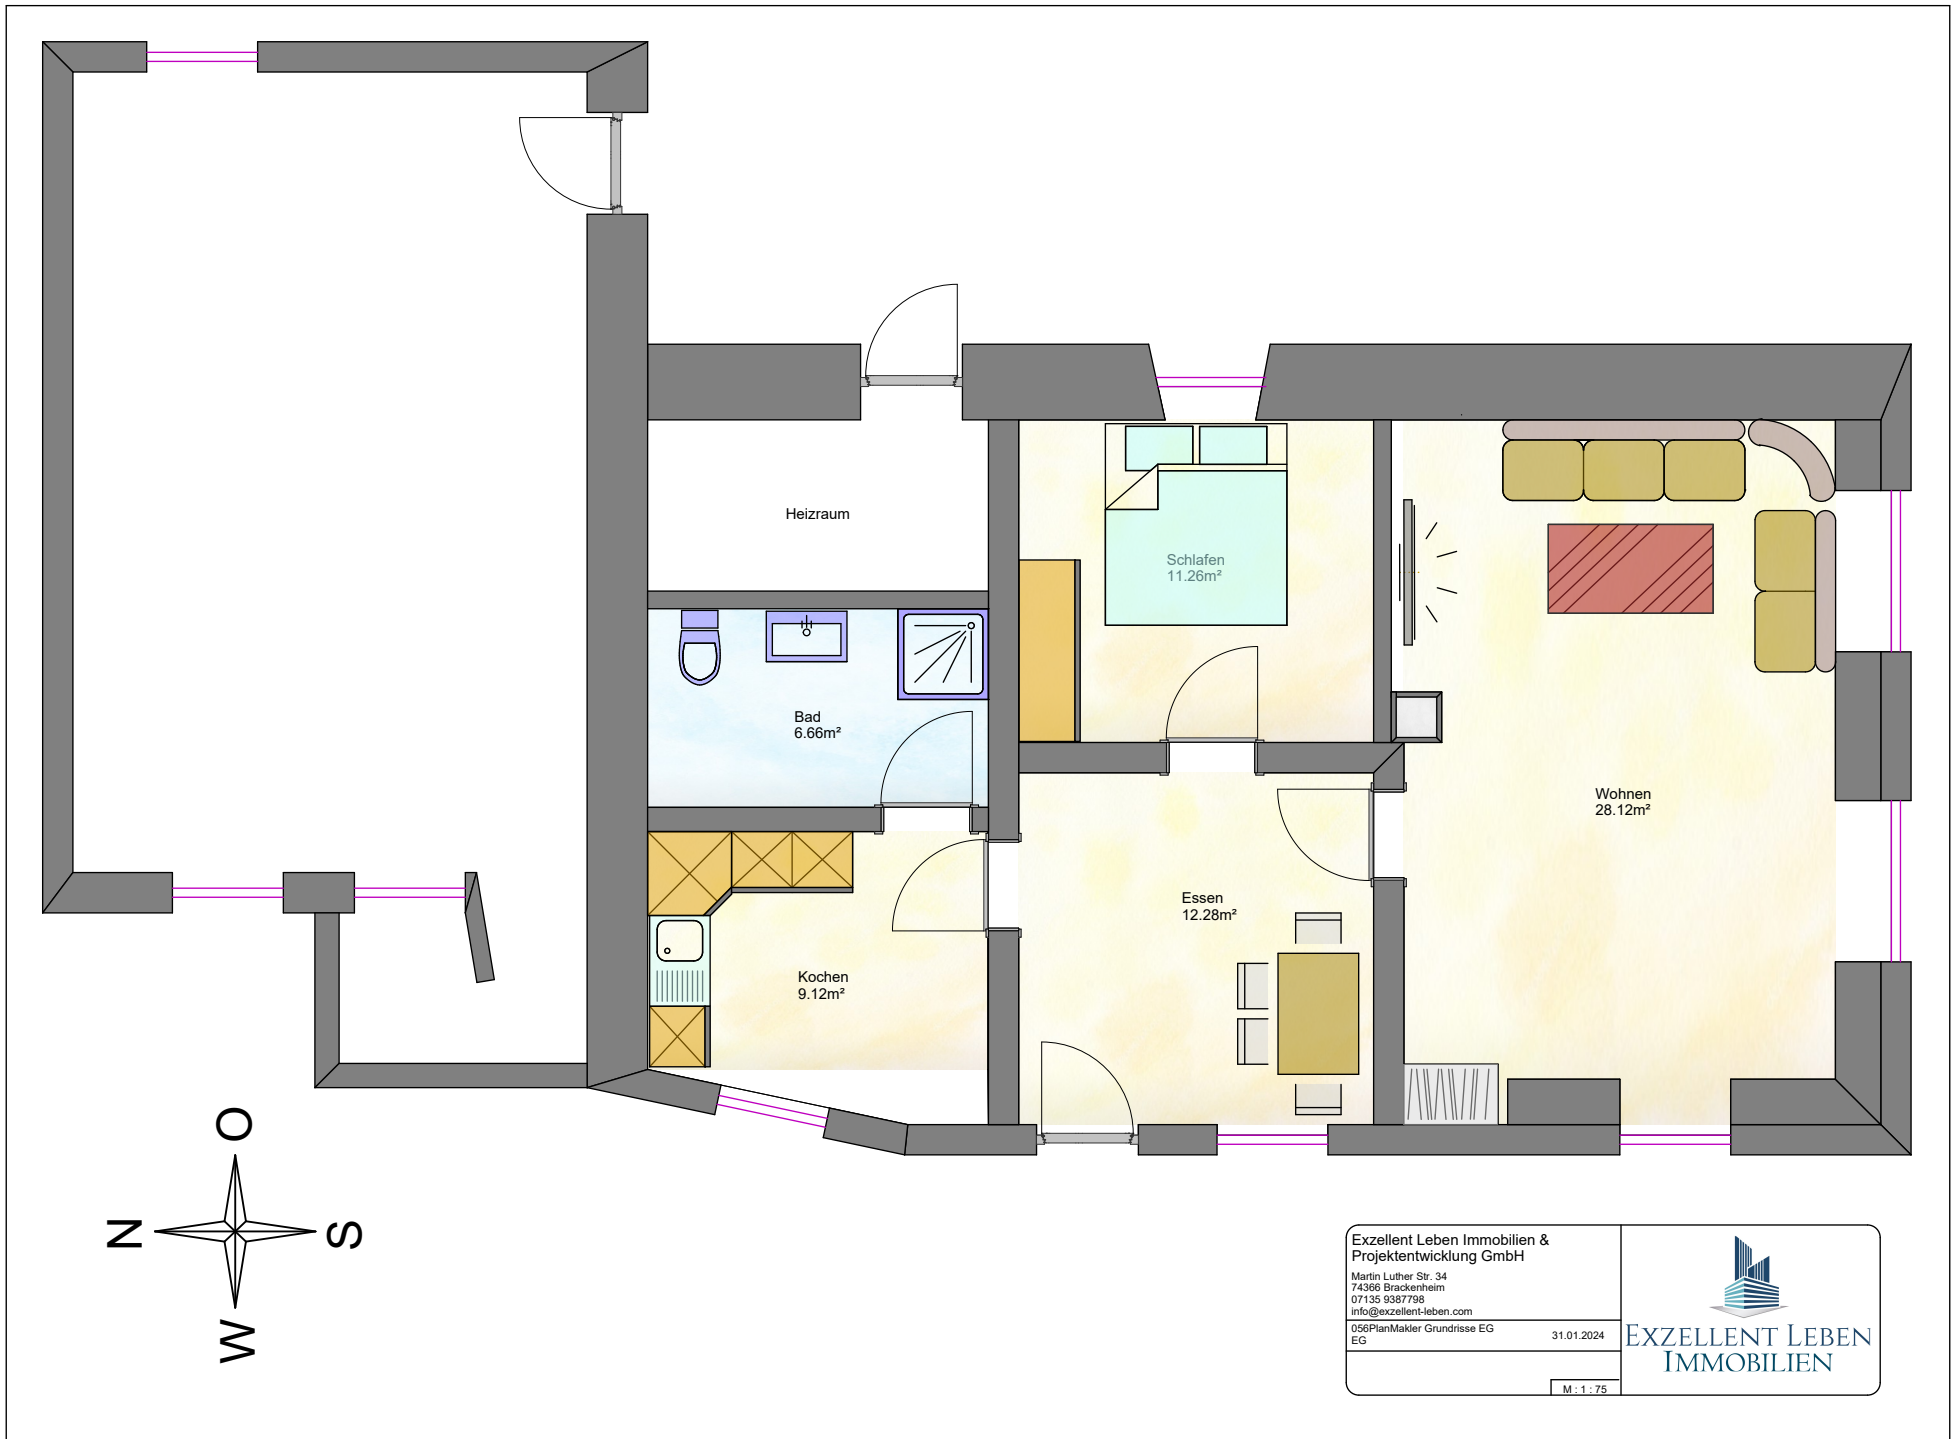 Heizraum
Schlafen
11.26m²
Bad
6.66m²
Wohnen
28.12m²
Essen
12.28m²
Kochen
9.12m²
O
N
S
W
Exzellent Leben Immobilien &
Projektentwicklung GmbH
Martin Luther Str. 34
74366 Brackenheim
07135 9387798
info@exzellent-leben.com
056PlanMakler Grundrisse EG
EG
31.01.2024
M : 1 : 75
EXZELLENT LEBEN
IMMOBILIEN